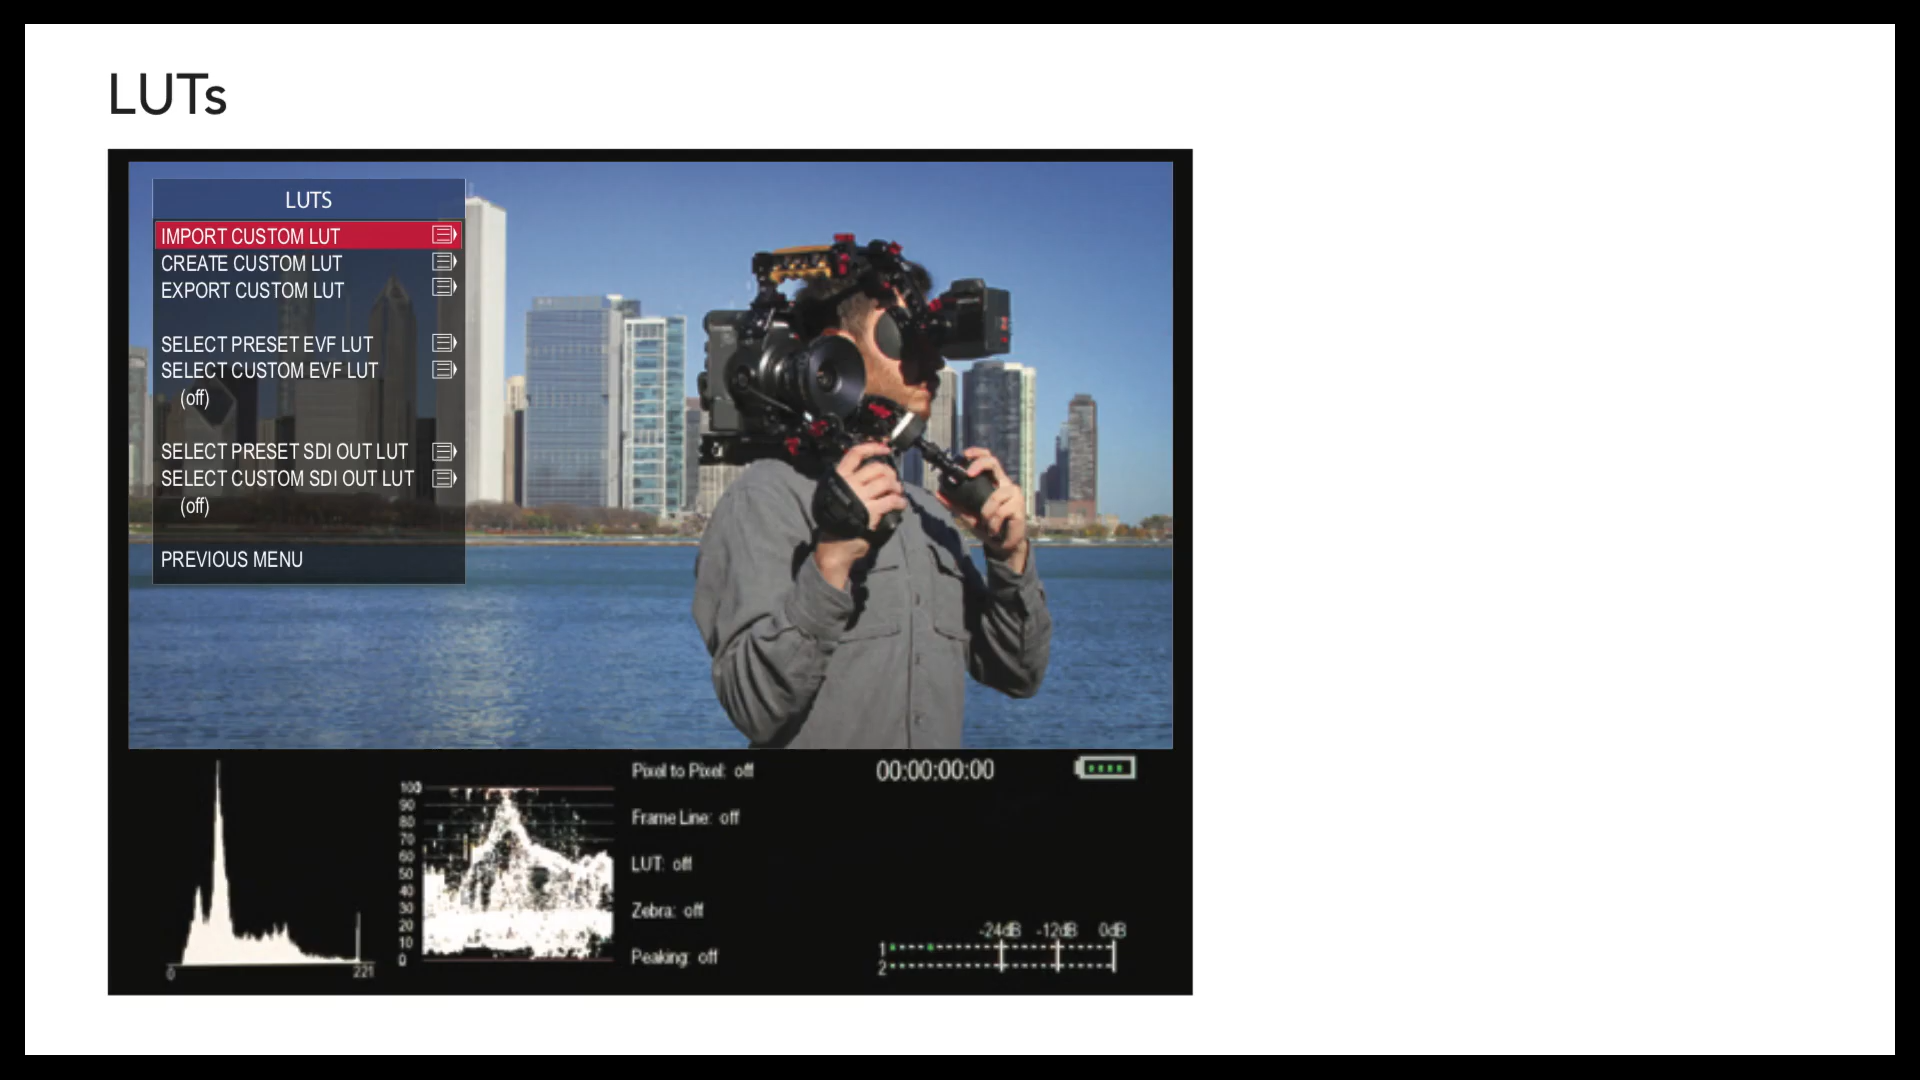 LUTs
LUTS
IMPORT CUSTOM LUT
CREATE CUSTOM LUT
EXPORT CUSTOM LUT
SELECT PRESET EVF LUT
SELECT CUSTOM EVF LUT
(off)
SELECT PRESET SDI OUT LUT
SELECT CUSTOM SDI OUT LUT
(off)
PREVIOUS MENU
0
221
100
90
80
70
60
50
40
30
20
10
0
Pixel to Pixel: off
Frame Line: off
LUT: off
Zebra: off
Peaking: off
00:00:00:00
-24dB -12dB 0dB
1
2